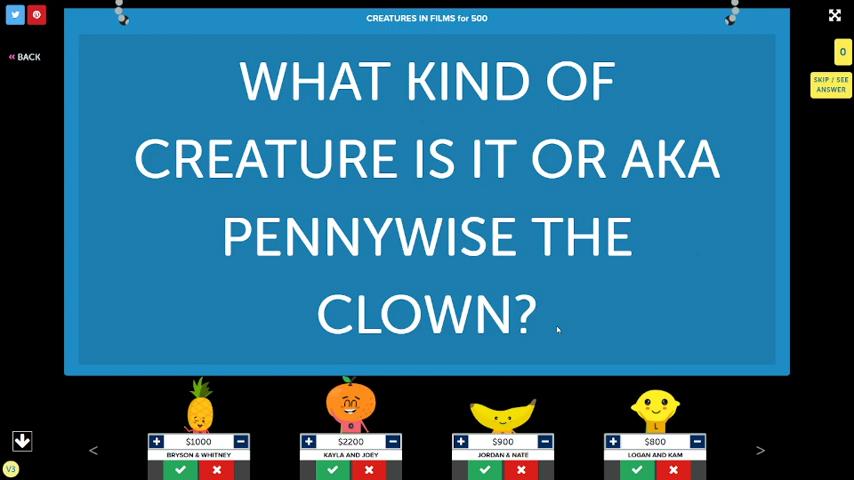 CREATURES IN FILMS for 500
« BACK
0
SKIP / SEE
ANSWER
WHAT KIND OF
CREATURE IS IT OR AKA
PENNYWISE THE
CLOWN?
+ $1000 −
BRYSON & WHITNEY
+ $2200 −
KAYLA AND JOEY
+ $900 −
JORDAN & NATE
+ $800 −
LOGAN AND KAM
< >
V3